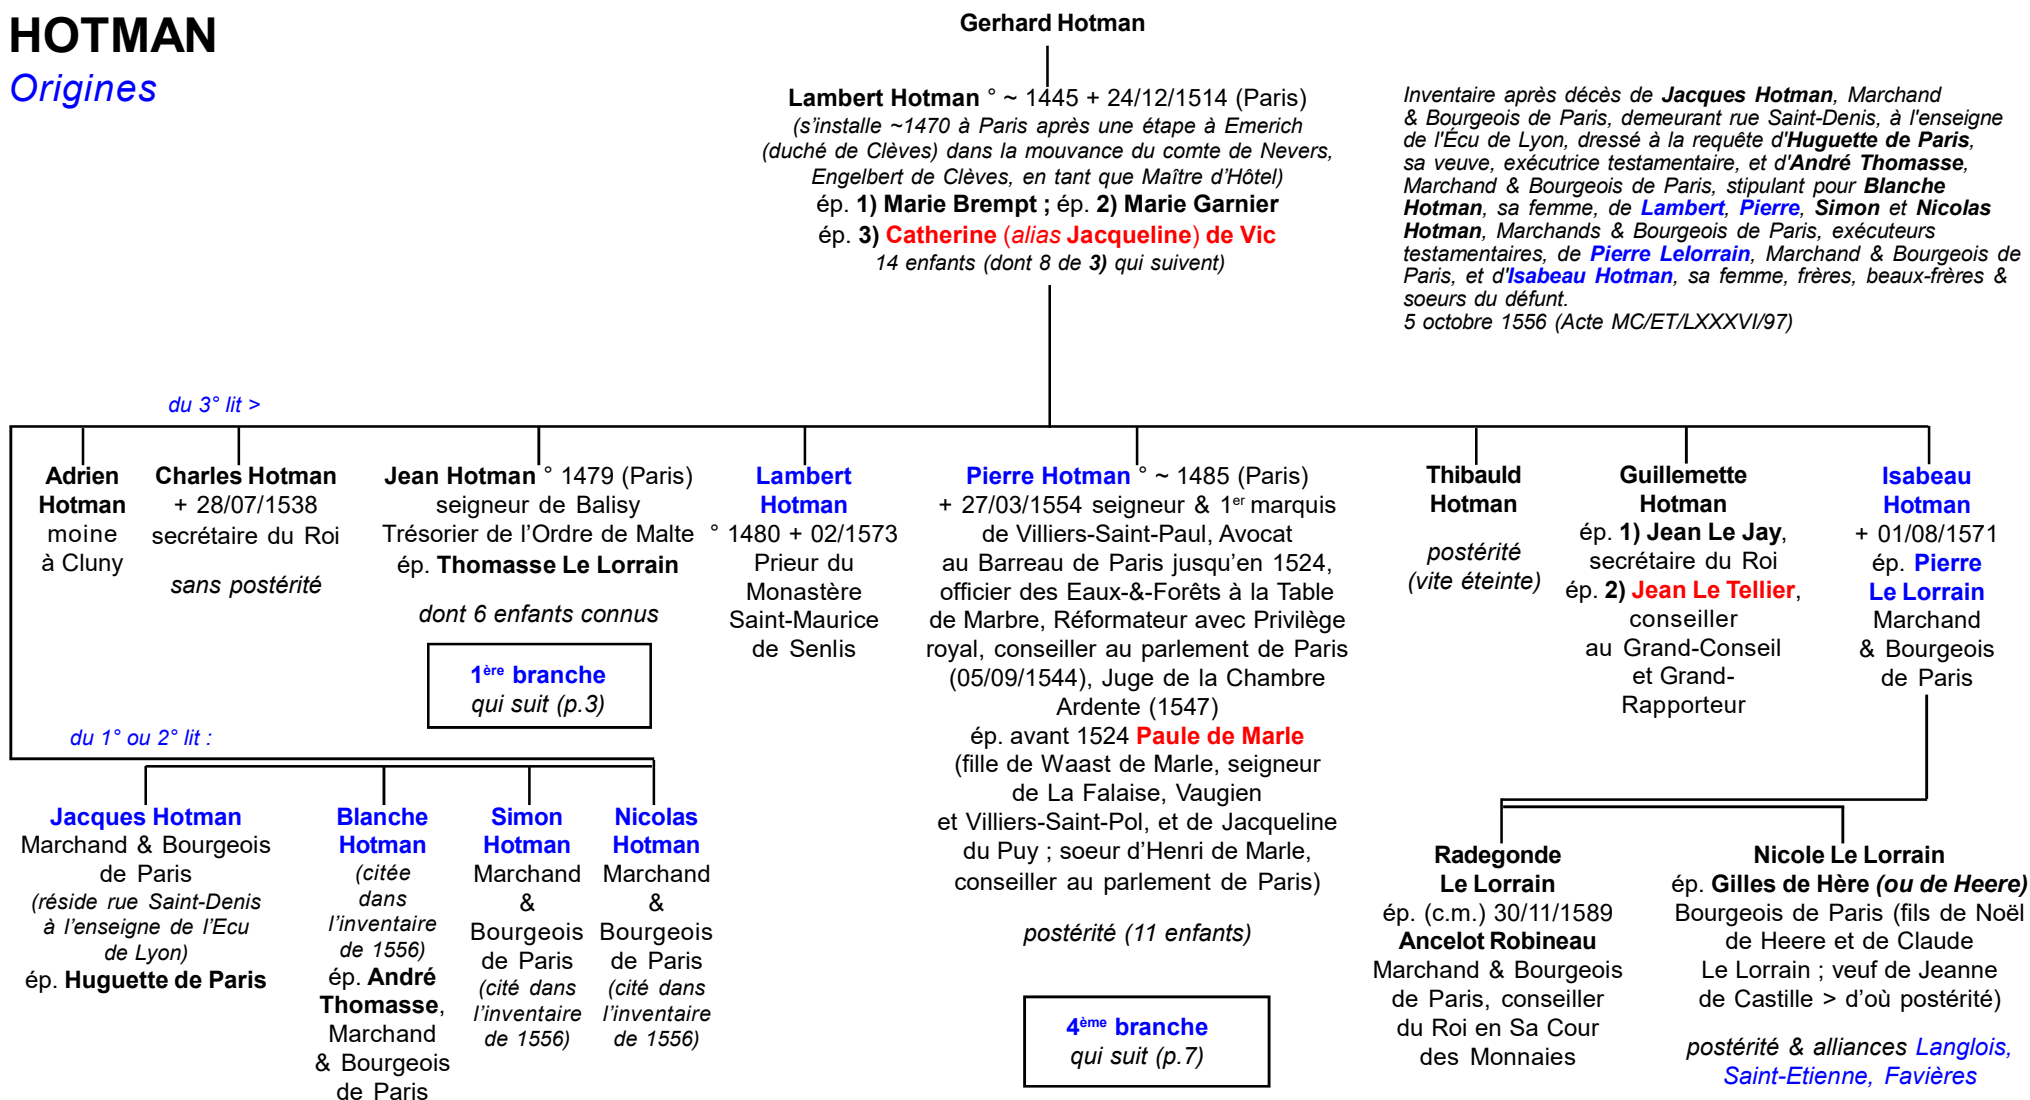 HOTMAN
Origines
Gerhard Hotman
Lambert Hotman ° ~ 1445 + 24/12/1514 (Paris)
(s'installe ~1470 à Paris après une étape à Emerich
(duché de Clèves) dans la mouvance du comte de Nevers,
Engelbert de Clèves, en tant que Maître d'Hôtel)
ép. 1) Marie Brempt ; ép. 2) Marie Garnier
ép. 3) Catherine (alias Jacqueline) de Vic
14 enfants (dont 8 de 3) qui suivent)
Inventaire après décès de Jacques Hotman, Marchand
& Bourgeois de Paris, demeurant rue Saint-Denis, à l'enseigne
de l'Écu de Lyon, dressé à la requête d'Huguette de Paris,
sa veuve, exécutrice testamentaire, et d'André Thomasse,
Marchand & Bourgeois de Paris, stipulant pour Blanche
Hotman, sa femme, de Lambert, Pierre, Simon et Nicolas
Hotman, Marchands & Bourgeois de Paris, exécuteurs
testamentaires, de Pierre Lelorrain, Marchand & Bourgeois de
Paris, et d'Isabeau Hotman, sa femme, frères, beaux-frères &
soeurs du défunt.
5 octobre 1556 (Acte MC/ET/LXXXVI/97)
du 3° lit >
Adrien
Hotman
moine
à Cluny
Charles Hotman
+ 28/07/1538
secrétaire du Roi
sans postérité
Jean Hotman ° 1479 (Paris)
seigneur de Balisy
Trésorier de l'Ordre de Malte
ép. Thomasse Le Lorrain
dont 6 enfants connus
1ère branche
qui suit (p.3)
Lambert
Hotman
° 1480 + 02/1573
Prieur du
Monastère
Saint-Maurice
de Senlis
Pierre Hotman ° ~ 1485 (Paris)
+ 27/03/1554 seigneur & 1er marquis
de Villiers-Saint-Paul, Avocat
au Barreau de Paris jusqu'en 1524,
officier des Eaux-&-Forêts à la Table
de Marbre, Réformateur avec Privilège
royal, conseiller au parlement de Paris
(05/09/1544), Juge de la Chambre
Ardente (1547)
ép. avant 1524 Paule de Marle
(fille de Waast de Marle, seigneur
de La Falaise, Vaugien
et Villiers-Saint-Pol, et de Jacqueline
du Puy ; soeur d'Henri de Marle,
conseiller au parlement de Paris)
postérité (11 enfants)
4ème branche
qui suit (p.7)
Thibauld
Hotman
postérité
(vite éteinte)
Guillemette
Hotman
ép. 1) Jean Le Jay,
secrétaire du Roi
ép. 2) Jean Le Tellier,
conseiller
au Grand-Conseil
et Grand-
Rapporteur
Isabeau
Hotman
+ 01/08/1571
ép. Pierre
Le Lorrain
Marchand
& Bourgeois
de Paris
du 1° ou 2° lit :
Jacques Hotman
Marchand & Bourgeois
de Paris
(réside rue Saint-Denis
à l'enseigne de l'Ecu
de Lyon)
ép. Huguette de Paris
Blanche
Hotman
(citée
dans
l'inventaire
de 1556)
ép. André
Thomasse,
Marchand
& Bourgeois
de Paris
Simon
Hotman
Marchand
&
Bourgeois
de Paris
(cité dans
l'inventaire
de 1556)
Nicolas
Hotman
Marchand
&
Bourgeois
de Paris
(cité dans
l'inventaire
de 1556)
Radegonde
Le Lorrain
ép. (c.m.) 30/11/1589
Ancelot Robineau
Marchand & Bourgeois
de Paris, conseiller
du Roi en Sa Cour
des Monnaies
Nicole Le Lorrain
ép. Gilles de Hère (ou de Heere)
Bourgeois de Paris (fils de Noël
de Heere et de Claude
Le Lorrain ; veuf de Jeanne
de Castille > d'où postérité)
postérité & alliances Langlois,
Saint-Etienne, Favières